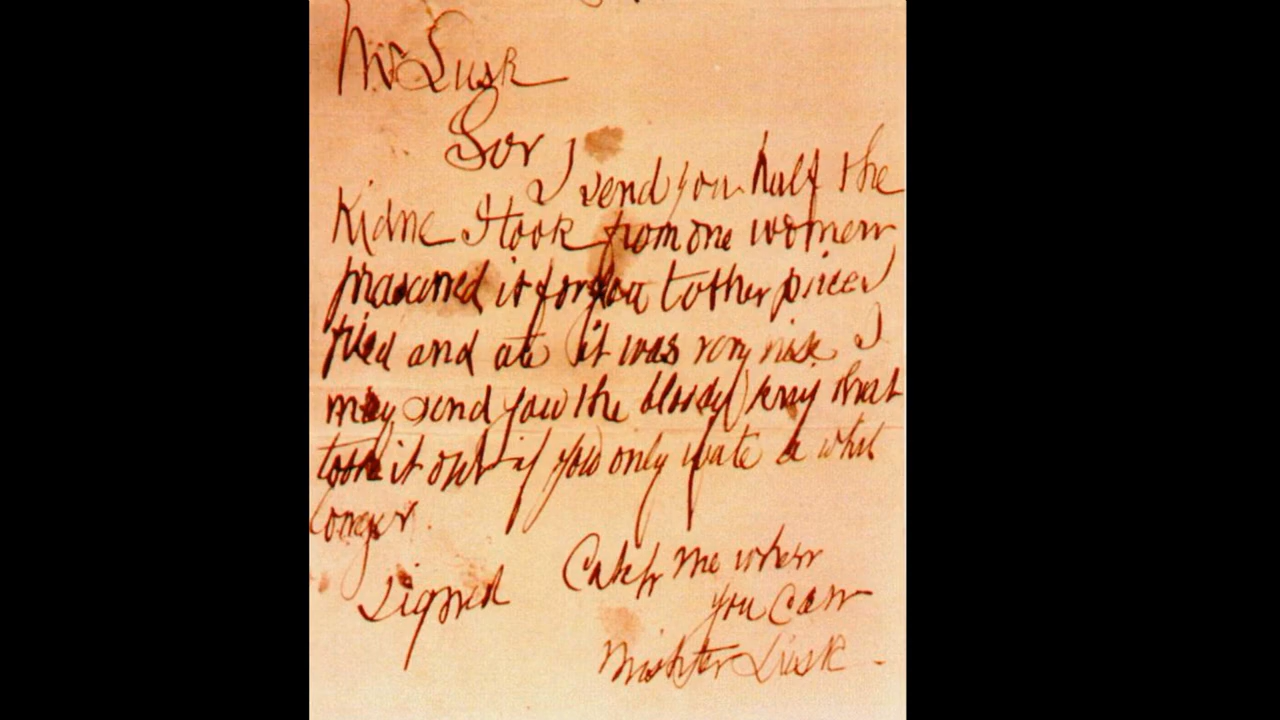 Mr Lusk
Sor
I send you half the
Kidne I took from one women
prasarved it for you tother piece I
fried and ate it was very nise I
may send you the bloody knif that
took it out if you only wate a whil
longer.
Signed Catch me when
you can
Mishter Lusk -